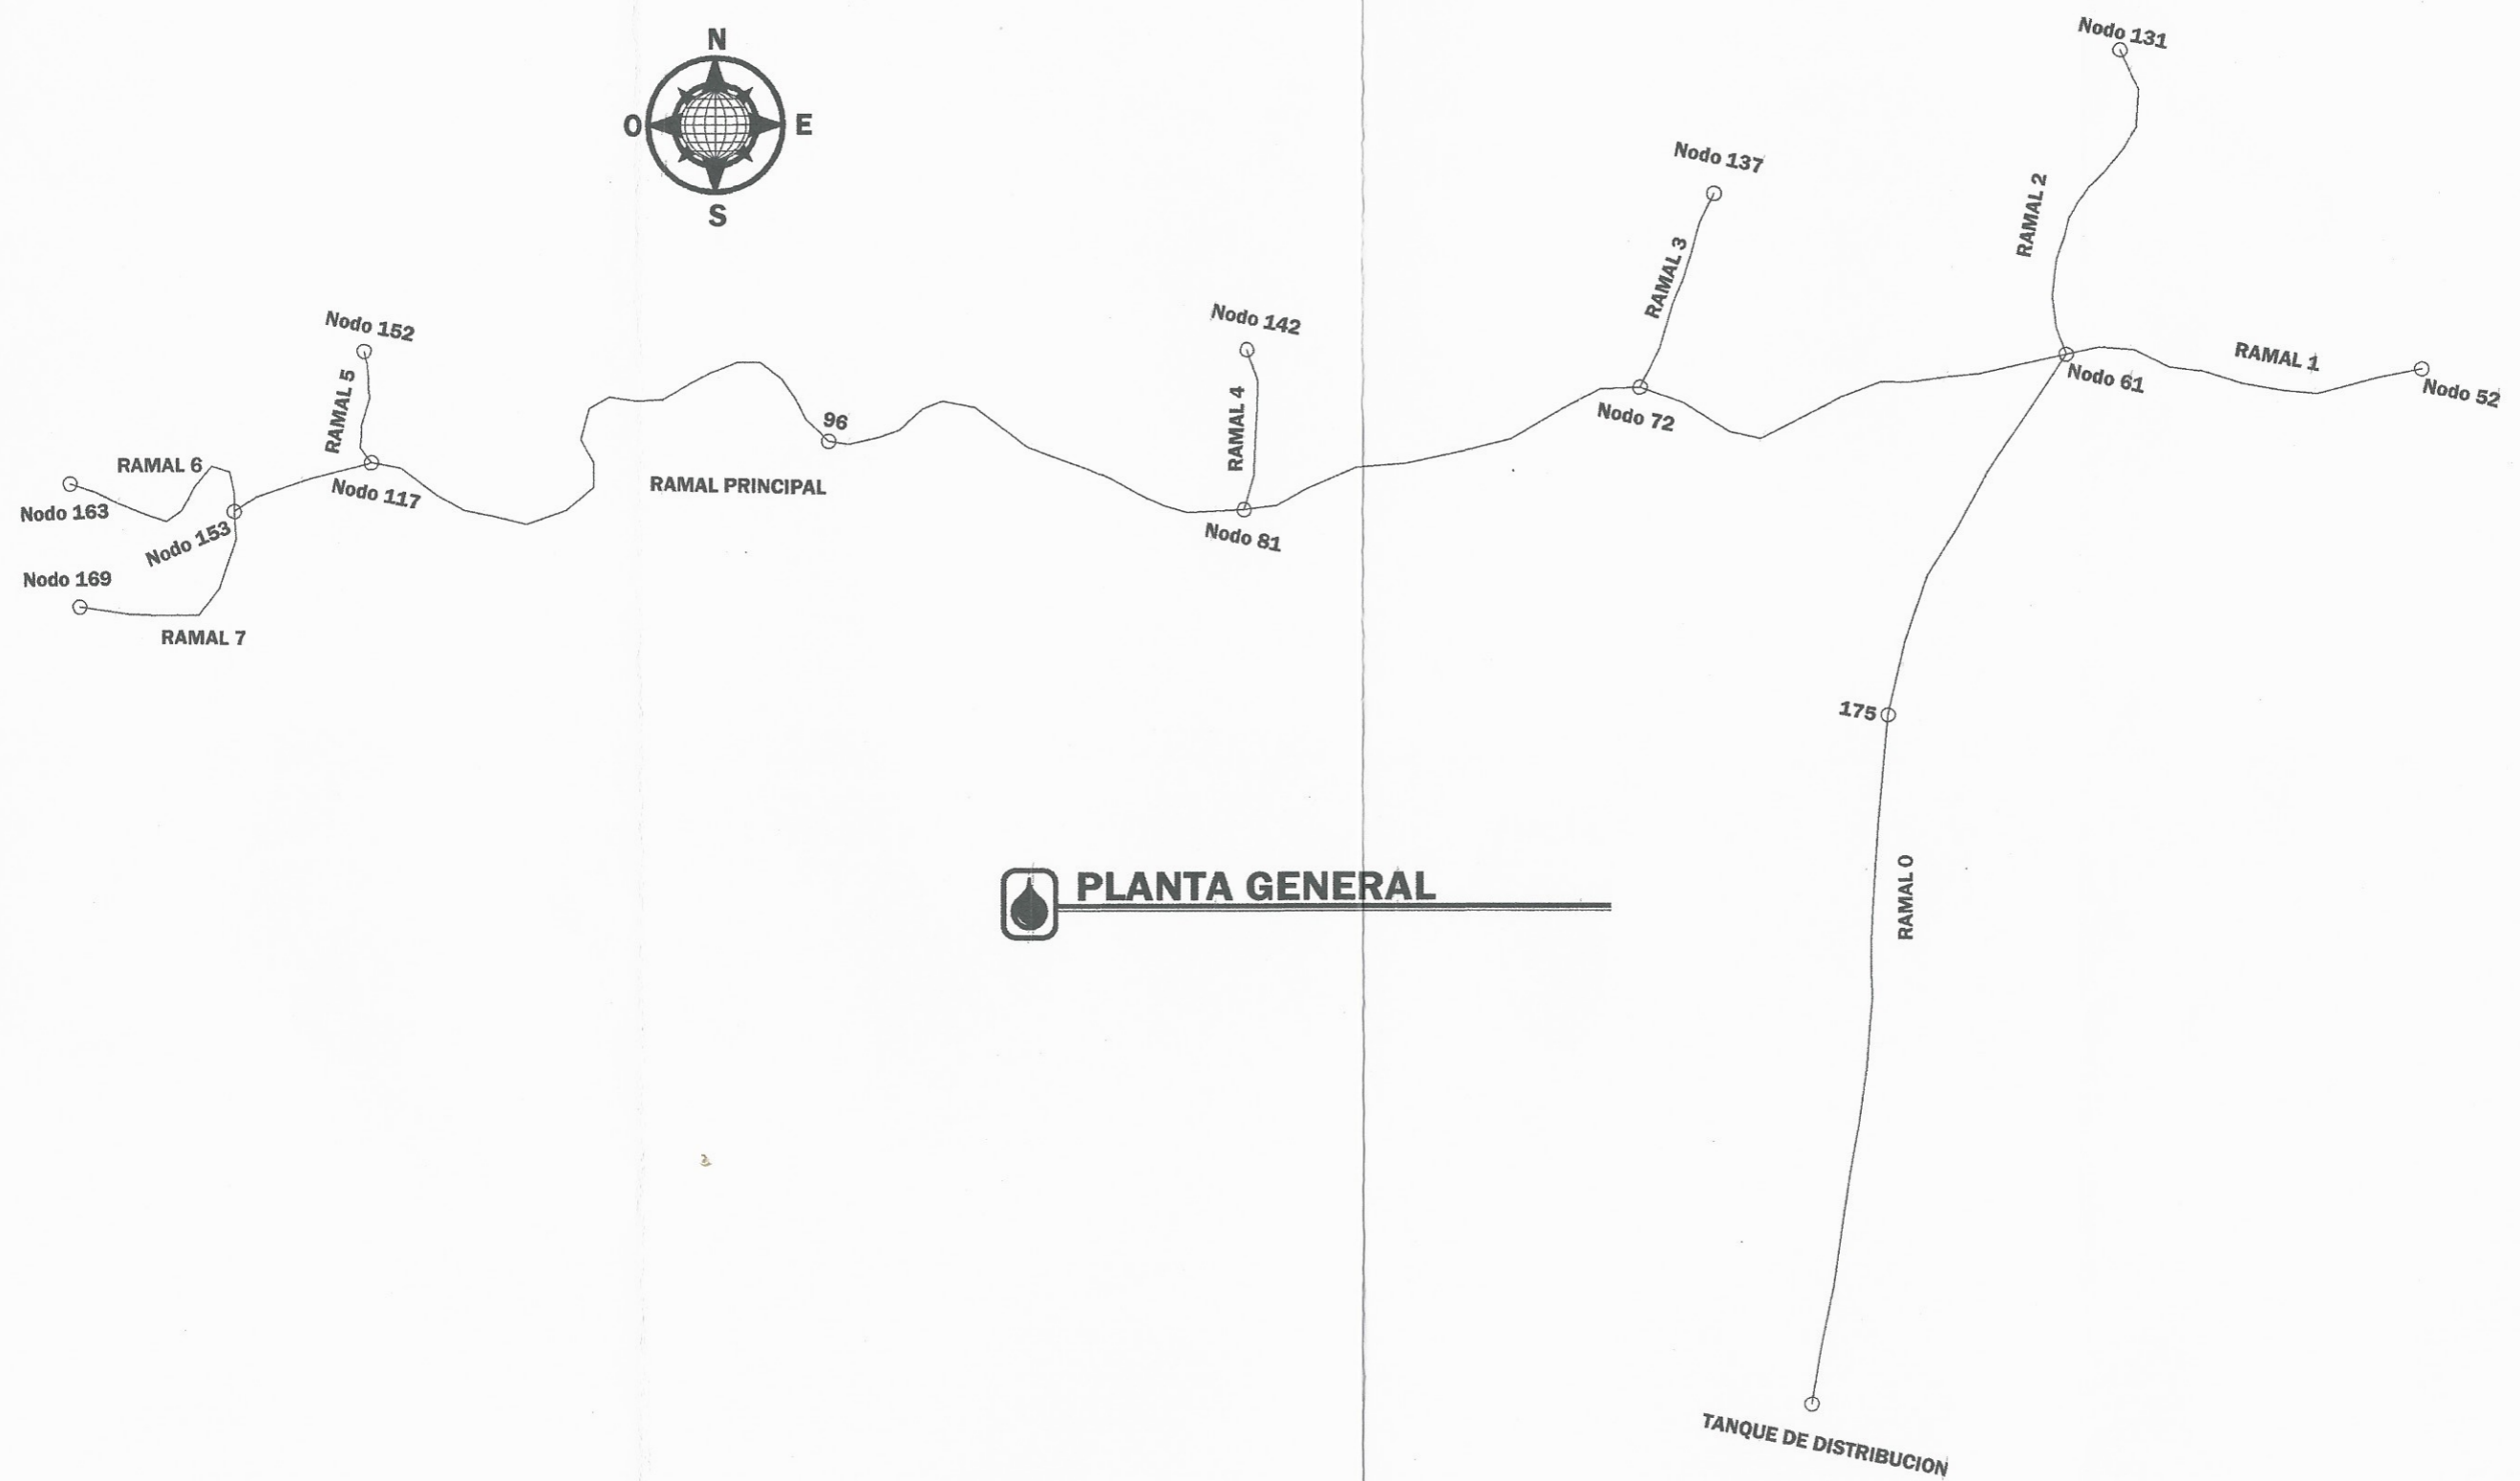 Nodo 131
N
O
E
S
Nodo 137
RAMAL 2
RAMAL 3
Nodo 152
Nodo 142
RAMAL 5
RAMAL 4
RAMAL 1
Nodo 61
Nodo 52
Nodo 72
96
RAMAL 6
RAMAL PRINCIPAL
Nodo 117
Nodo 163
Nodo 153
Nodo 81
Nodo 169
RAMAL 7
175
PLANTA GENERAL
RAMAL 0
TANQUE DE DISTRIBUCION